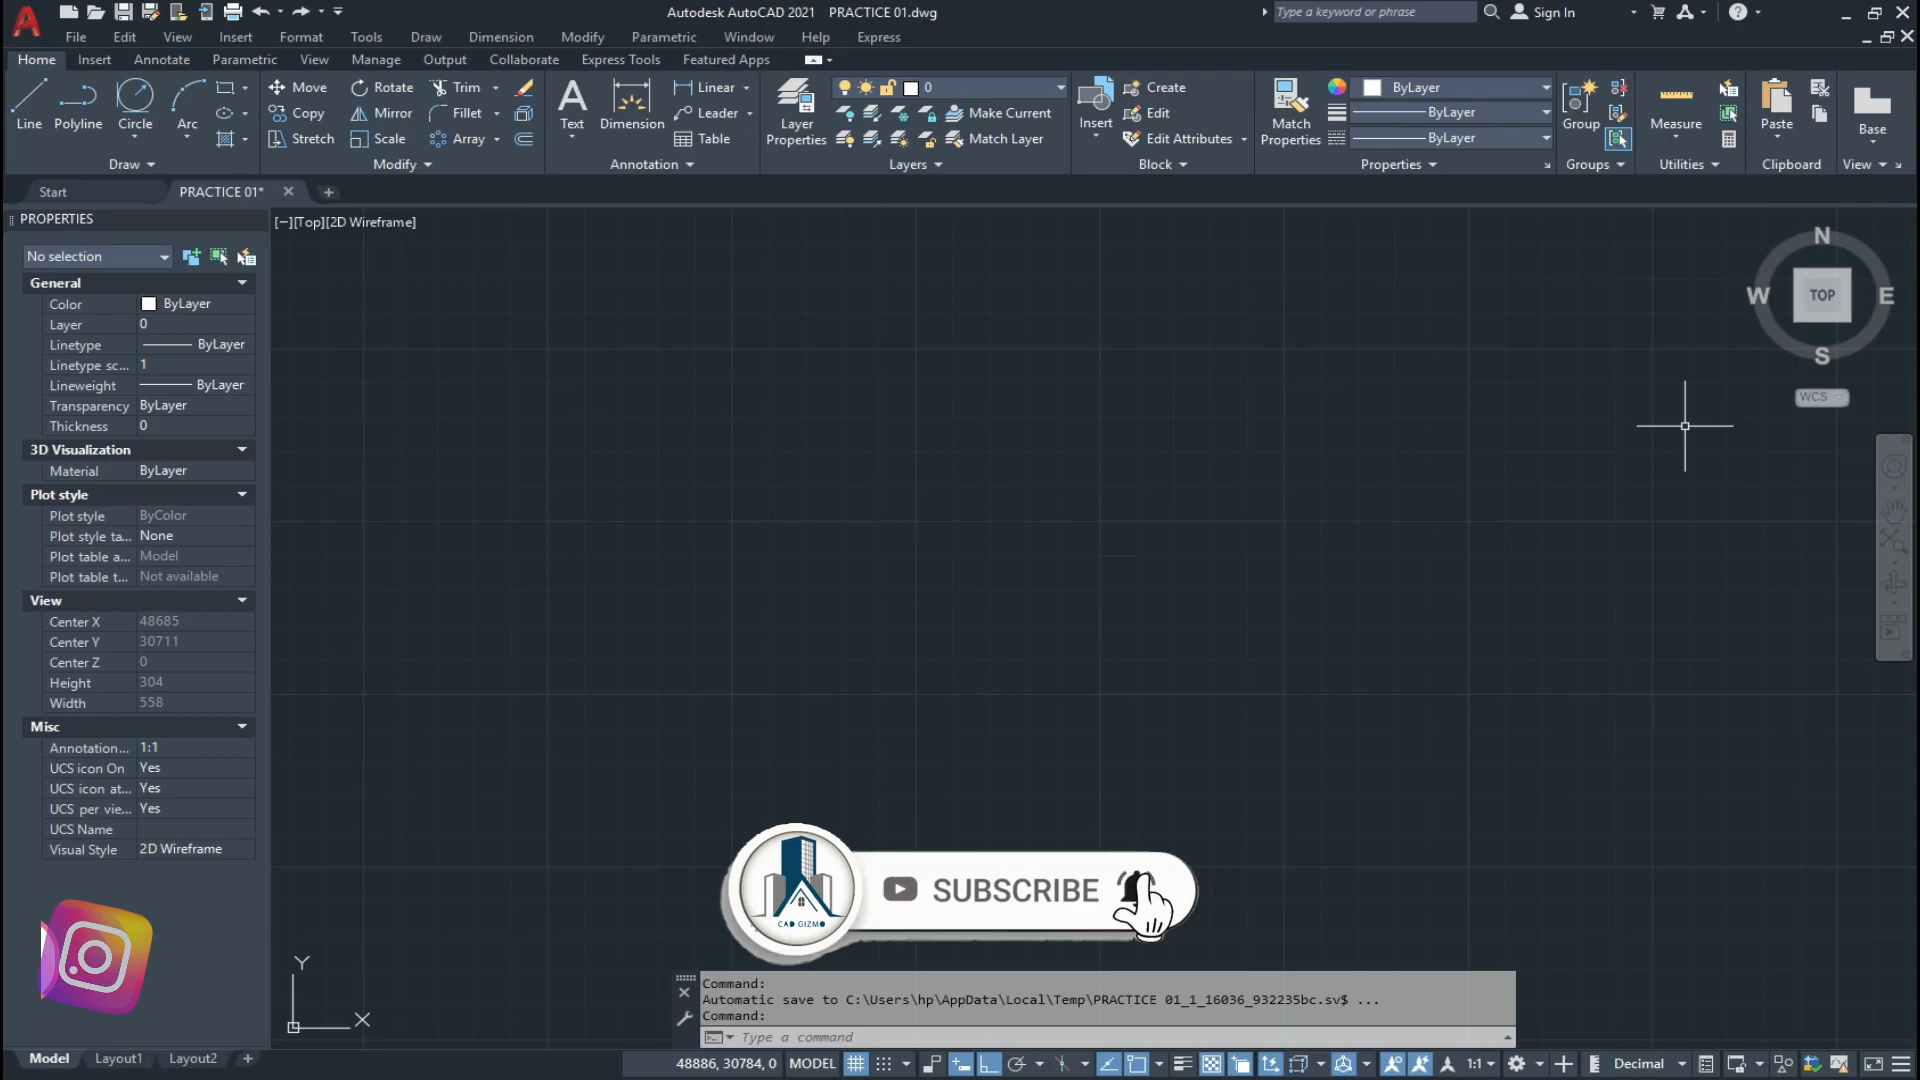 Autodesk AutoCAD 2021 PRACTICE 01.dwg
Type a keyword or phrase
Sign In
File Edit View Insert Format Tools Draw Dimension Modify Parametric Window Help Express
Home Insert Annotate Parametric View Manage Output Collaborate Express Tools Featured Apps
Line Polyline Circle Arc
Move Rotate Trim
Copy Mirror Fillet
Stretch Scale Array
Text Dimension
Linear
Leader
Table
Layer Properties
0
Make Current
Match Layer
Insert
Create
Edit
Edit Attributes
Match Properties
ByLayer
ByLayer
ByLayer
Group
Measure
Paste
Base
Draw Modify Annotation Layers Block Properties Groups Utilities Clipboard View
Start PRACTICE 01*
PROPERTIES
[−][Top][2D Wireframe]
No selection
General
Color ByLayer
Layer 0
Linetype ByLayer
Linetype sc... 1
Lineweight ByLayer
Transparency ByLayer
Thickness 0
3D Visualization
Material ByLayer
Plot style
Plot style ByColor
Plot style ta... None
Plot table a... Model
Plot table t... Not available
View
Center X 48685
Center Y 30711
Center Z 0
Height 304
Width 558
Misc
Annotation... 1:1
UCS icon On Yes
UCS icon at... Yes
UCS per vie... Yes
UCS Name
Visual Style 2D Wireframe
N
W TOP E
S
WCS
CAD GIZMO
SUBSCRIBE
Y
X
Command:
Automatic save to C:\Users\hp\AppData\Local\Temp\PRACTICE 01_1_16036_932235bc.sv$ ...
Command:
Type a command
Model Layout1 Layout2
48886, 30784, 0 MODEL 1:1 Decimal